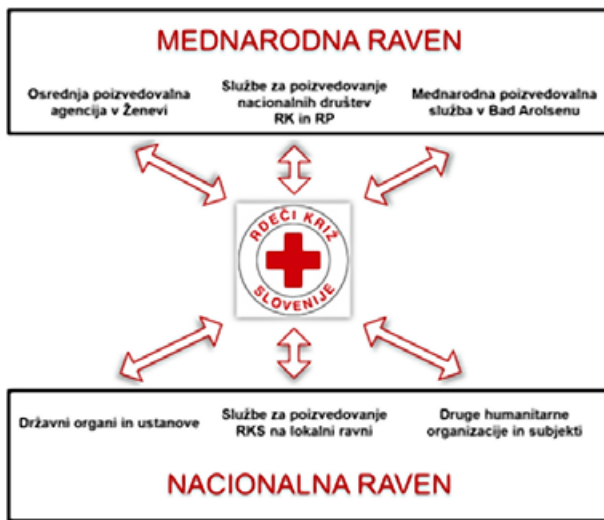 MEDNARODNA RAVEN
Osrednja poizvedovalna
agencija v Ženevi
Službe za poizvedovanje
nacionalnih društev
RK in RP
Mednarodna poizvedovalna
služba v Bad Arolsenu
RDEČI KRIŽ
SLOVENIJE
Državni organi in ustanove
Službe za poizvedovanje
RKS na lokalni ravni
Druge humanitarne
organizacije in subjekti
NACIONALNA RAVEN